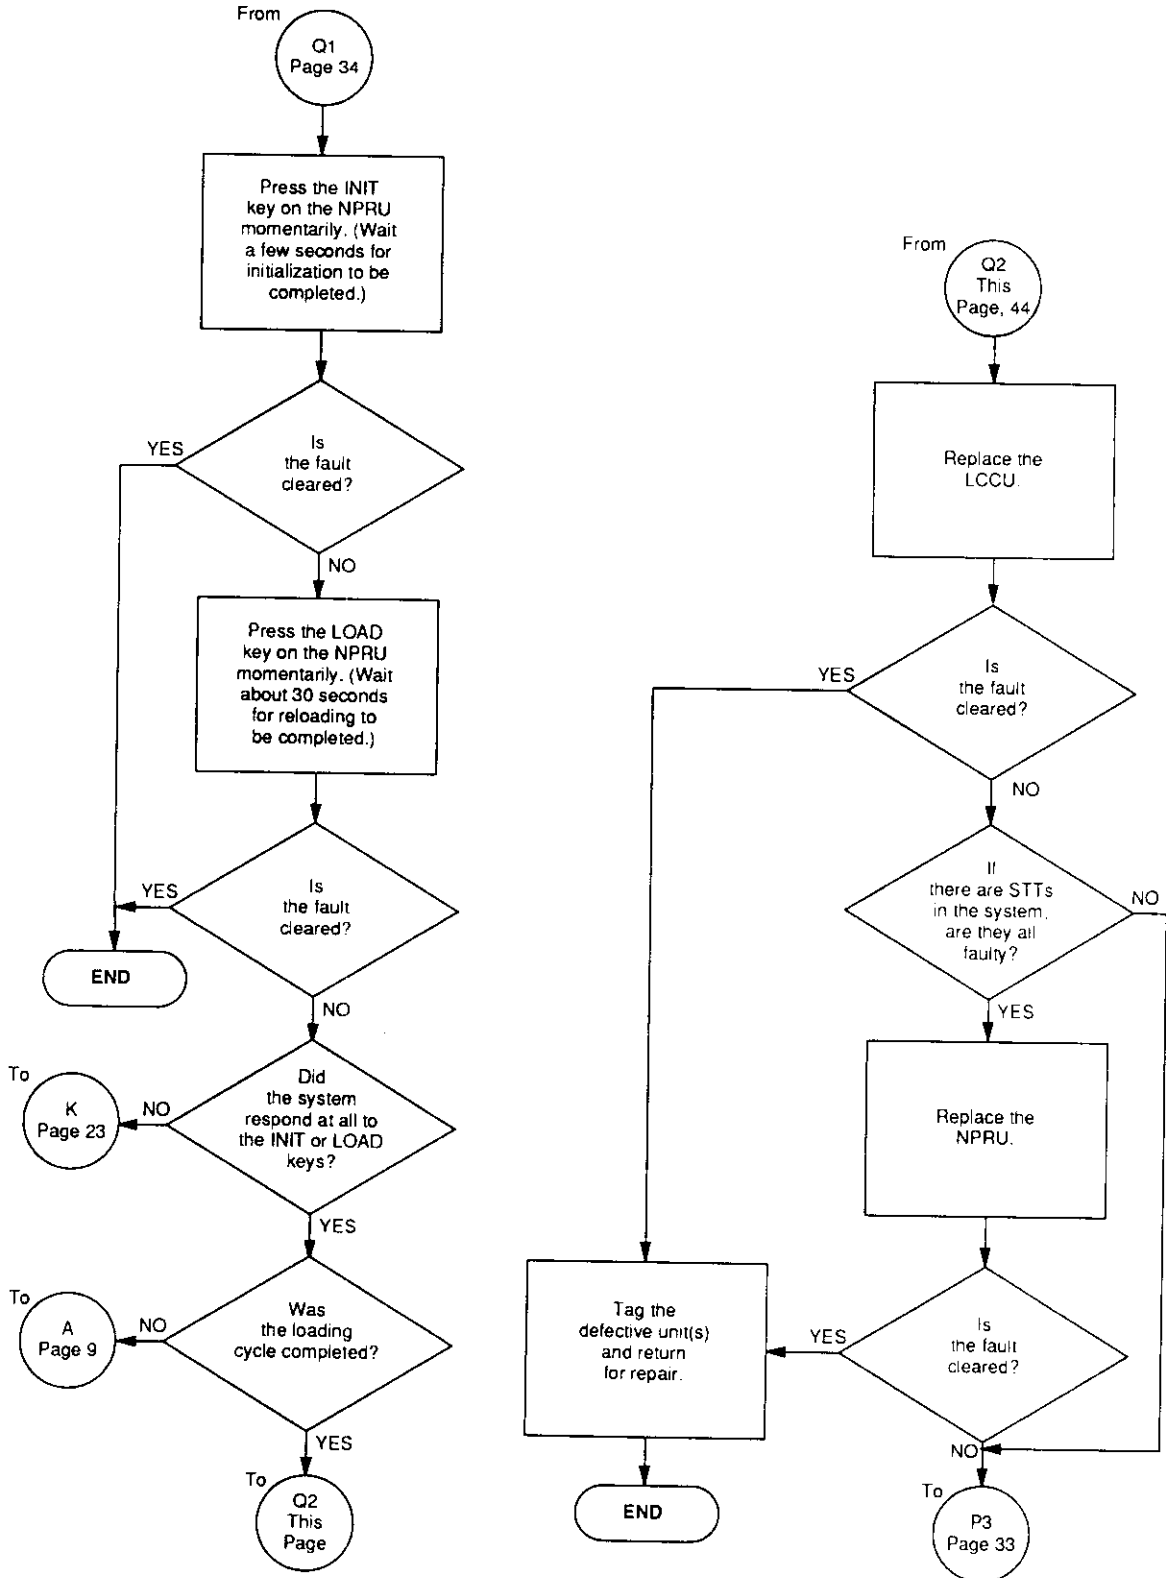 From
Q1
Page 34
Press the INIT
key on the NPRU
momentarily. (Wait
a few seconds for
initialization to be
completed.)
YES
Is
the fault
cleared?
NO
Press the LOAD
key on the NPRU
momentarily. (Wait
about 30 seconds
for reloading to
be completed.)
YES
Is
the fault
cleared?
END
NO
To
K
Page 23
NO
Did
the system
respond at all to
the INIT or LOAD
keys?
YES
To
A
Page 9
NO
Was
the loading
cycle completed?
YES
To
Q2
This
Page
From
Q2
This
Page, 44
Replace the
LCCU.
YES
Is
the fault
cleared?
NO
If
there are STTs
in the system,
are they all
faulty?
NO
YES
Replace the
NPRU.
Tag the
defective unit(s)
and return
for repair.
YES
Is
the fault
cleared?
NO
END
To
P3
Page 33